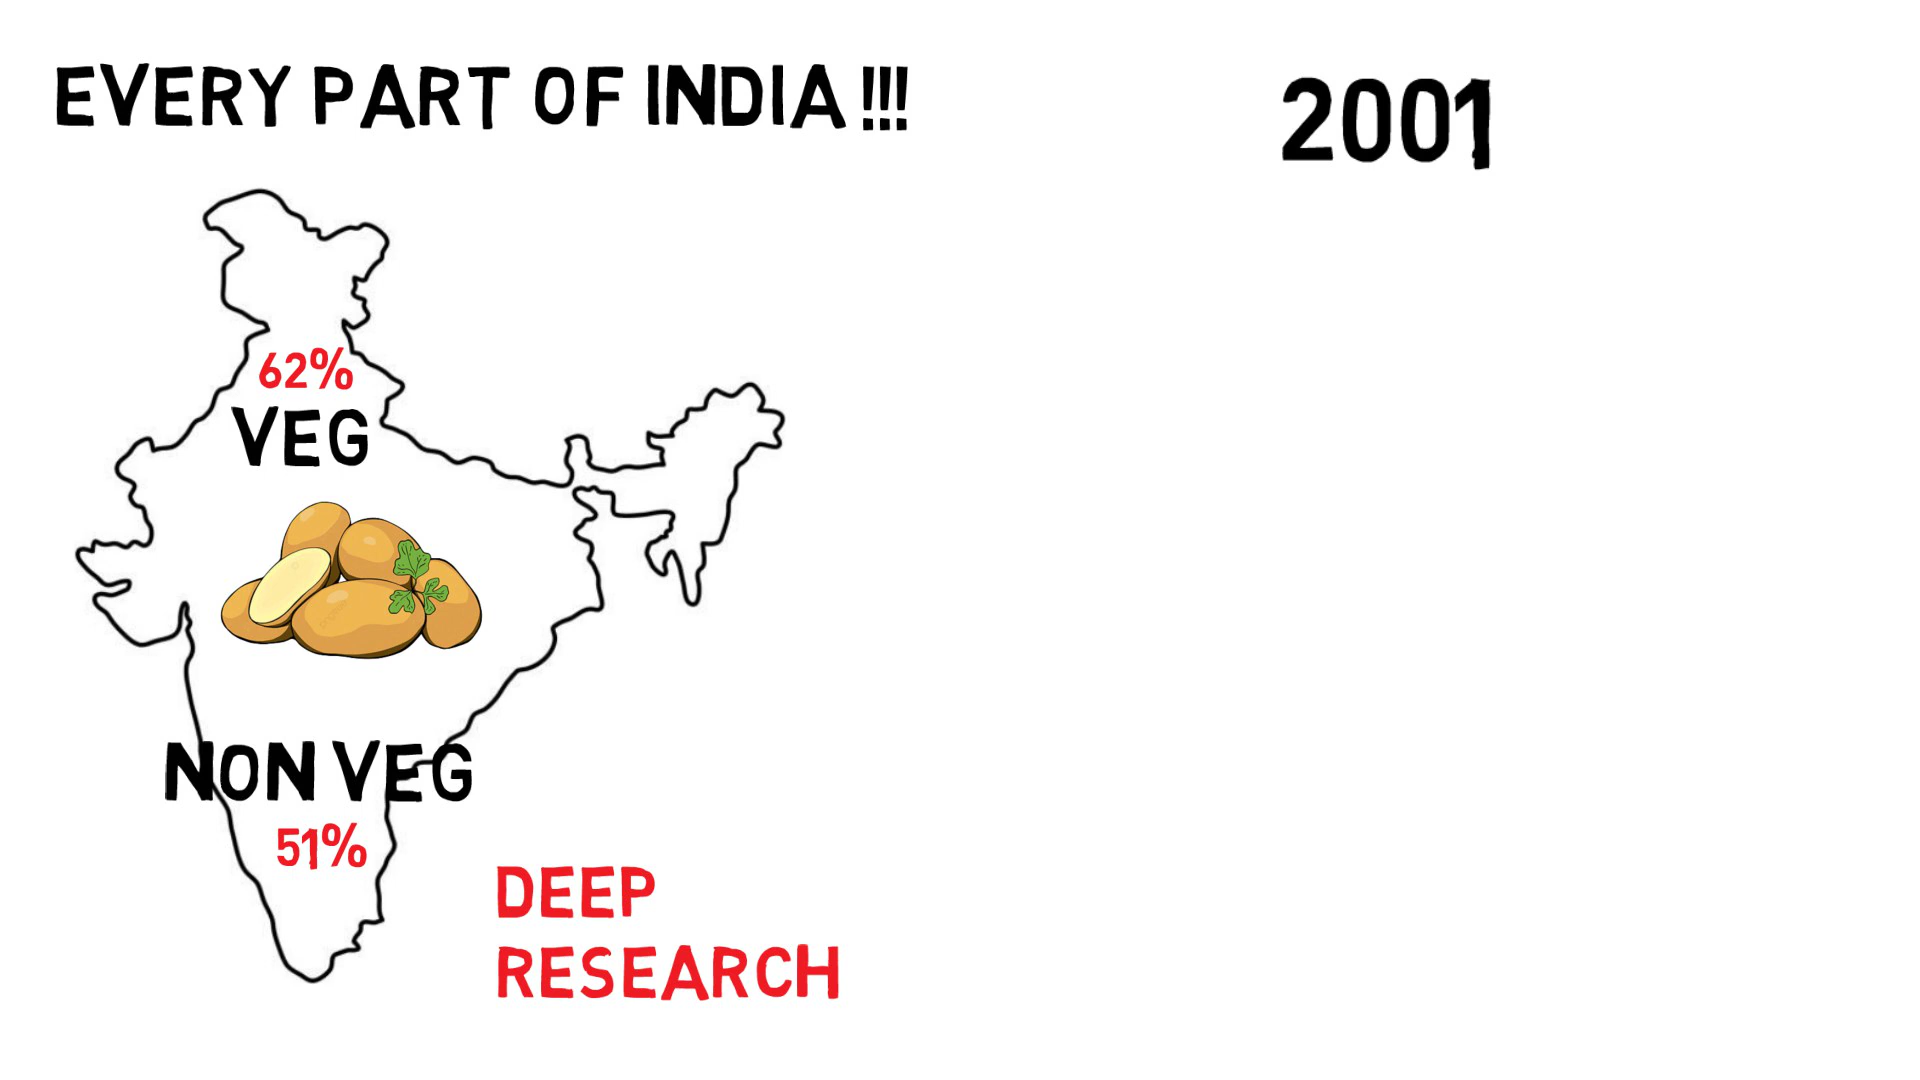 EVERY PART OF INDIA !!!
2001
62%
VEG
NON VEG
51%
DEEP
RESEARCH